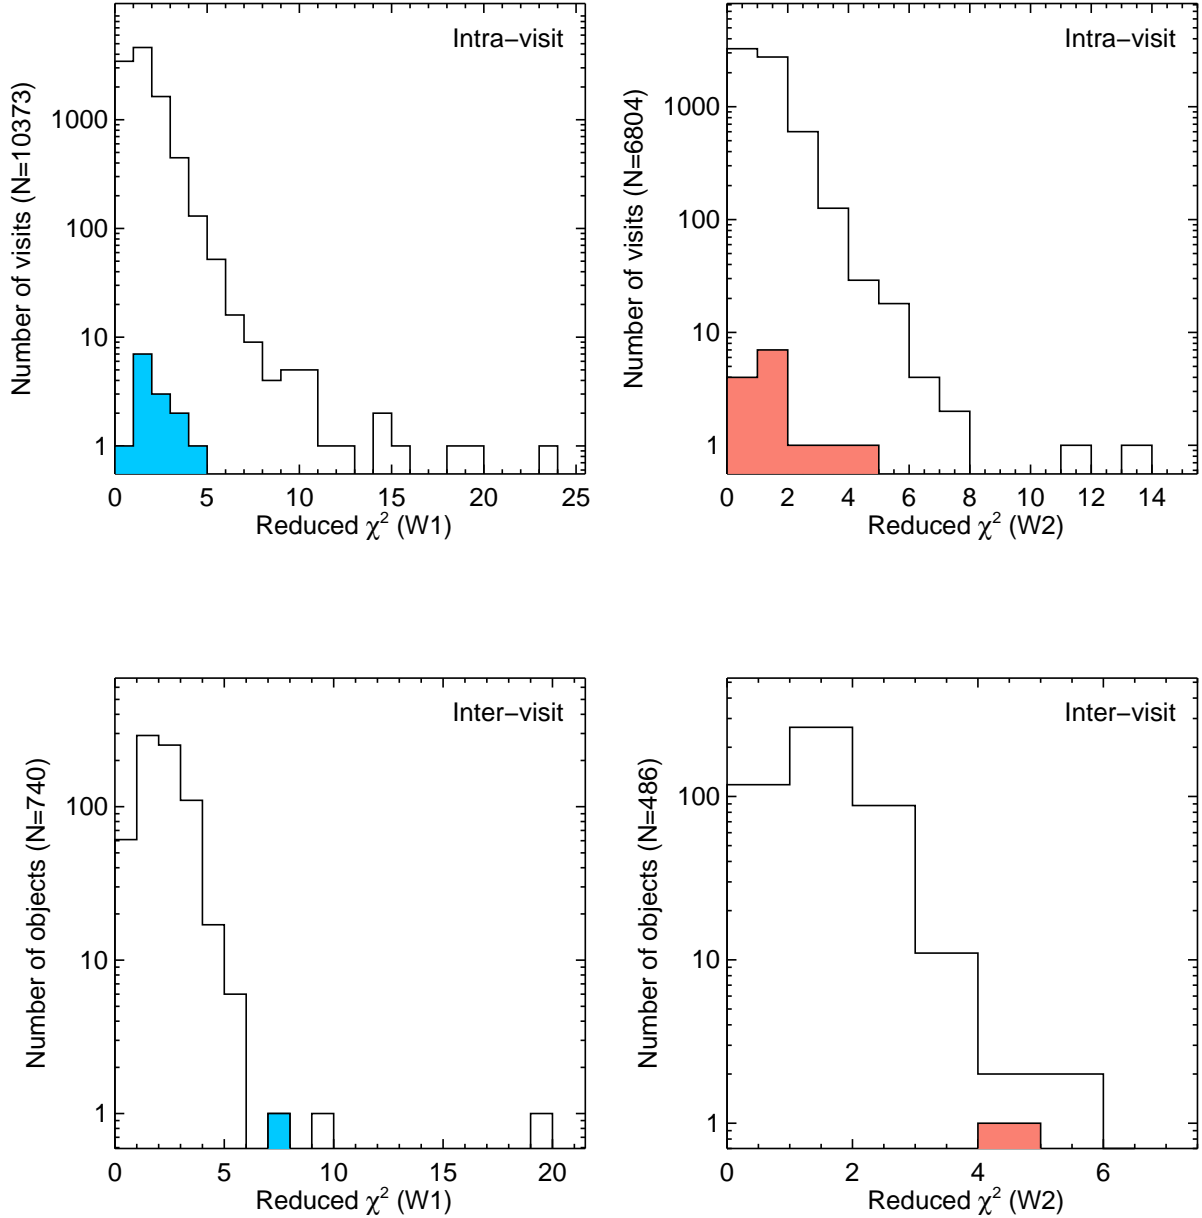 Intra−visit
Number of visits (N=10373)
1000
100
10
1
0 5 10 15 20 25
Reduced χ² (W1)
Intra−visit
Number of visits (N=6804)
1000
100
10
1
0 2 4 6 8 10 12 14
Reduced χ² (W2)
Inter−visit
Number of objects (N=740)
100
10
1
0 5 10 15 20
Reduced χ² (W1)
Inter−visit
Number of objects (N=486)
100
10
1
0 2 4 6
Reduced χ² (W2)